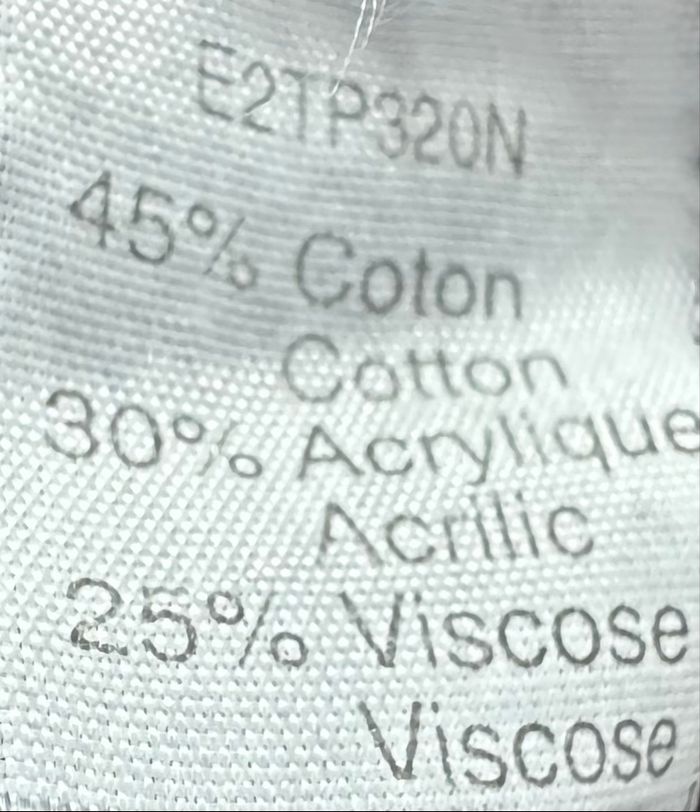 E2TP320N
45% Coton
Cotton
30% Acrylique
Acrilic
25% Viscose
Viscose